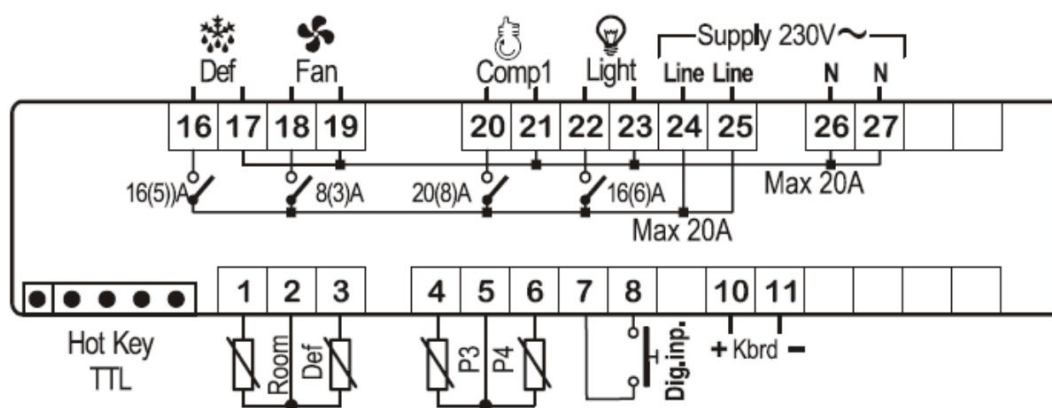 Supply 230V ~
Def Fan Comp1 Light Line Line N N
16 17 18 19 20 21 22 23 24 25 26 27
16(5))A 8(3)A 20(8)A 16(6)A Max 20A
Max 20A
1 2 3 4 5 6 7 8 10 11
Hot Key
TTL
Room
Def
P3
P4
Dig.inp.
+ Kbrd -